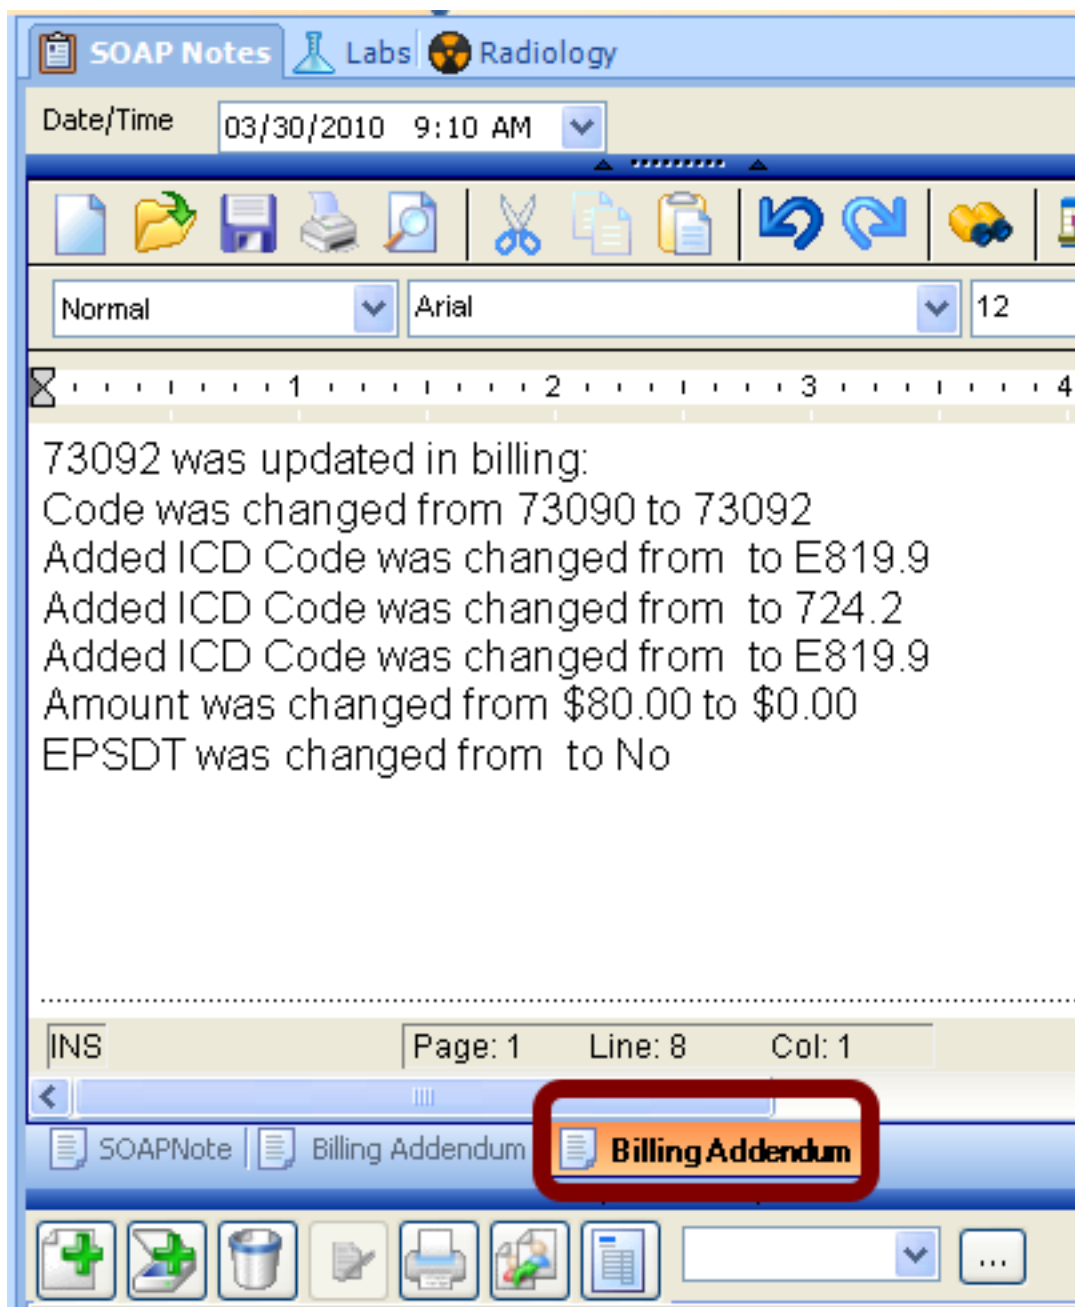 SOAP Notes Labs Radiology
Date/Time 03/30/2010 9:10 AM
Normal Arial 12
1 2 3 4
73092 was updated in billing:
Code was changed from 73090 to 73092
Added ICD Code was changed from  to E819.9
Added ICD Code was changed from  to 724.2
Added ICD Code was changed from  to E819.9
Amount was changed from $80.00 to $0.00
EPSDT was changed from  to No
INS Page: 1 Line: 8 Col: 1
SOAPNote Billing Addendum Billing Addendum
...